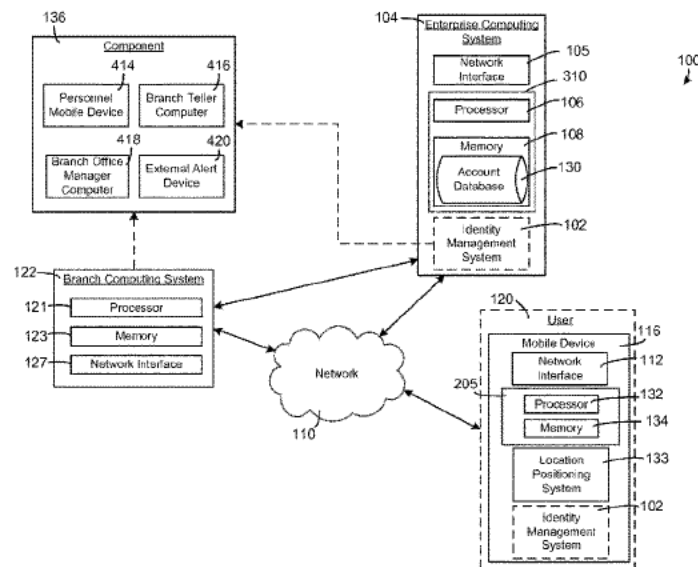 136
Component
414
416
Personnel
Mobile Device
Branch Teller
Computer
418
420
Branch Office
Manager
Computer
External Alert
Device
104
Enterprise Computing
System
105
Network
Interface
310
Processor
106
Memory
108
Account
Database
130
Identity
Management
System
102
100
122
Branch Computing System
121
Processor
123
Memory
127
Network Interface
Network
110
120
User
Mobile Device
116
Network
Interface
112
205
Processor
132
Memory
134
Location
Positioning
System
133
Identity
Management
System
102